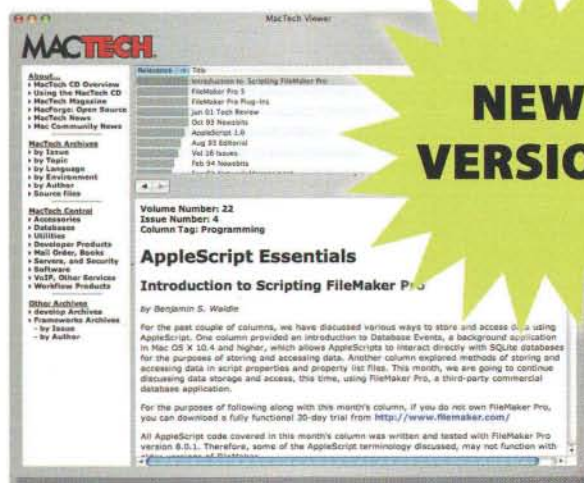 MacTech Viewer
MACTECH
About...
MacTech CD Overview
Using the MacTech CD
MacTech Magazine
MacForge: Open Source
MacTech News
Mac Community News
MacTech Archives
by Issue
by Topic
by Language
by Environment
by Author
Source Files
MacTech Central
Accessories
Databases
Utilities
Developer Products
Mail Order, Books
Servers, and Security
Software
VoIP, Other Services
Workflow Products
Other Archives
develop Archives
Frameworks Archives
- by Issue
- by Author
Relevance Title
Introduction to Scripting FileMaker Pro
FileMaker Pro 5
FileMaker Pro Plug-Ins
Jun 01 Tech Review
Oct 93 Newsbits
AppleScript 1.0
Aug 93 Editorial
Vol 16 Issues
Feb 94 Newsbits
NEW
VERSIO
Volume Number: 22
Issue Number: 4
Column Tag: Programming
AppleScript Essentials
Introduction to Scripting FileMaker Pro
by Benjamin S. Waldie
For the past couple of columns, we have discussed various ways to store and access data using
AppleScript. One column provided an introduction to Database Events, a background application
in Mac OS X 10.4 and higher, which allows AppleScripts to interact directly with SQLite databases
for the purposes of storing and accessing data. Another column explored methods of storing and
accessing data in script properties and property list files. This month, we are going to continue
discussing data storage and access, this time, using FileMaker Pro, a third-party commercial
database application.
For the purposes of following along with this month's column, if you do not own FileMaker Pro,
you can download a fully functional 30-day trial from http://www.filemaker.com/
All AppleScript code covered in this month's column was written and tested with FileMaker Pro
version 8.0.1. Therefore, some of the AppleScript terminology discussed, may not function with